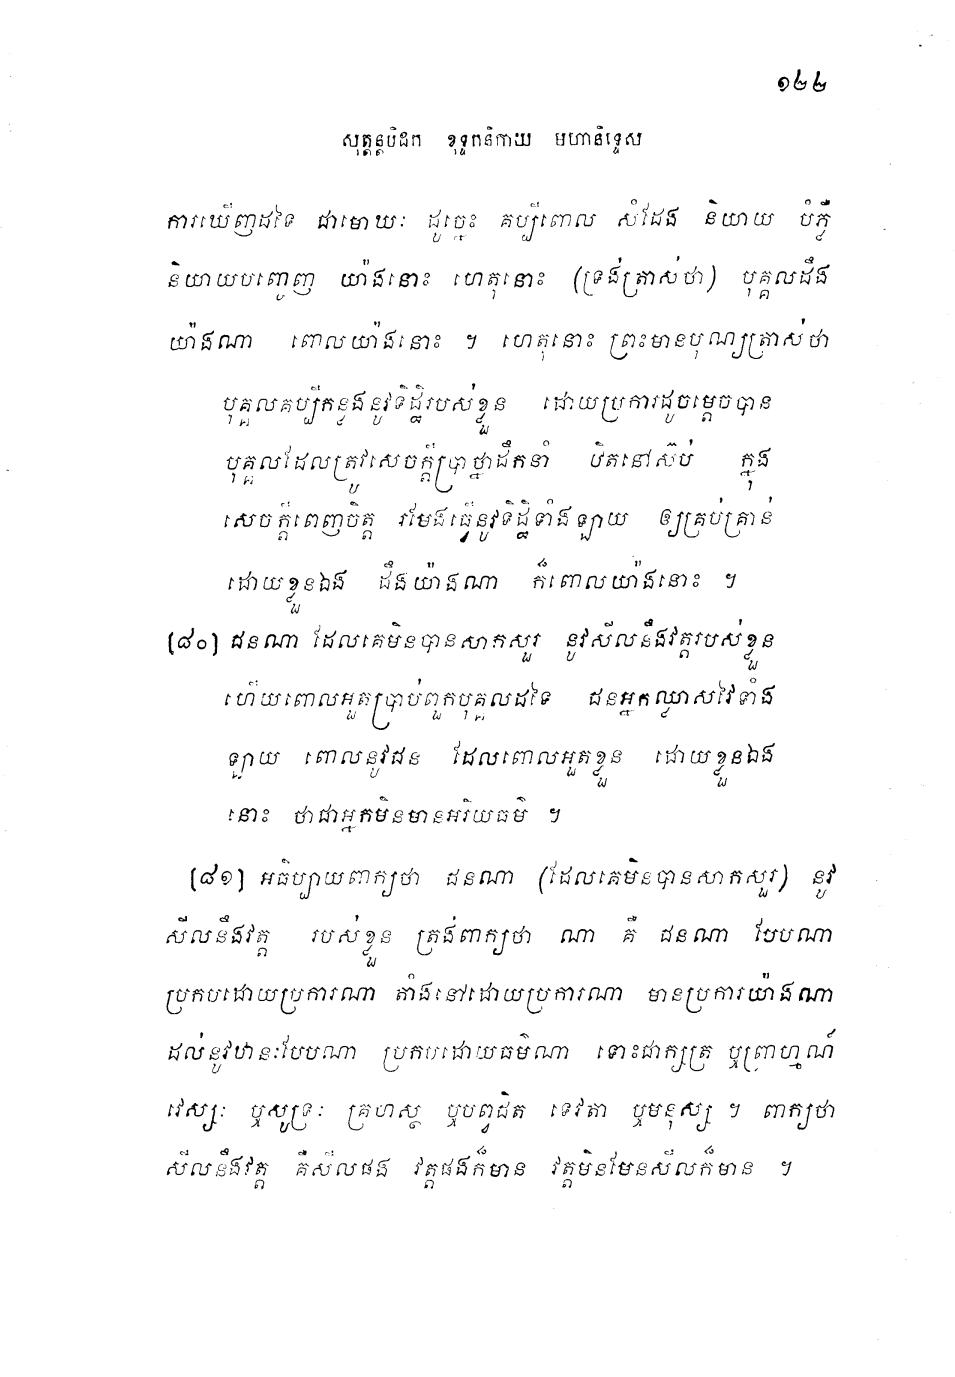 ១៤៤
សុត្តន្តបិដក ខុទ្ទកនិកាយ មហានិទ្ទេស
ការឃើញដទៃ ជាមោឃៈ ដូច្នេះ គប្បីពោល សំដែង និយាយ បំភ្លឺ
និយាយបញ្ចេញ យ៉ាងនោះ ហេតុនោះ (ទ្រង់ត្រាស់ថា) បុគ្គលដឹង
យ៉ាងណា ពោលយ៉ាងនោះ ។ ហេតុនោះ ព្រះមានបុណ្យត្រាស់ថា
បុគ្គលគប្បីកន្លងនូវទិដ្ឋិរបស់ខ្លួន ដោយប្រការដូចម្តេចបាន
បុគ្គលដែលត្រូវសេចក្តីប្រាថ្នាដឹកនាំ ឋិតនៅស៊ប់ ក្នុង
សេចក្តីពេញចិត្ត រមែងធ្វើនូវទិដ្ឋិទាំងឡាយ ឲ្យគ្រប់គ្រាន់
ដោយខ្លួនឯង ដឹងយ៉ាងណា ក៏ពោលយ៉ាងនោះ ។
[៨០] ជនណា ដែលគេមិនបានសាកសួរ នូវសីលនឹងវត្តរបស់ខ្លួន
ហើយពោលអួតប្រាប់ពួកបុគ្គលដទៃ ជនអ្នកឈ្លាសវៃទាំង
ឡាយ ពោលនូវជន ដែលពោលអួតខ្លួន ដោយខ្លួនឯង
នោះ ថាជាអ្នកមិនមានអរិយធម៌ ។
[៨១] អធិប្បាយពាក្យថា ជនណា (ដែលគេមិនបានសាកសួរ) នូវ
សីលនឹងវត្ត របស់ខ្លួន ត្រង់ពាក្យថា ណា គឺ ជនណា បែបណា
ប្រកបដោយប្រការណា តាំងនៅដោយប្រការណា មានប្រការយ៉ាងណា
ដល់នូវឋានៈបែបណា ប្រកបដោយធម៌ណា ទោះជាក្សត្រ ឬព្រាហ្មណ៍
វេស្សៈ ឬសូទ្រៈ គ្រហស្ថ ឬបព្វជិត ទេវតា ឬមនុស្ស ។ ពាក្យថា
សីលនឹងវត្ត គឺសីលផង វត្តផងក៏មាន វត្តមិនមែនសីលក៏មាន ។